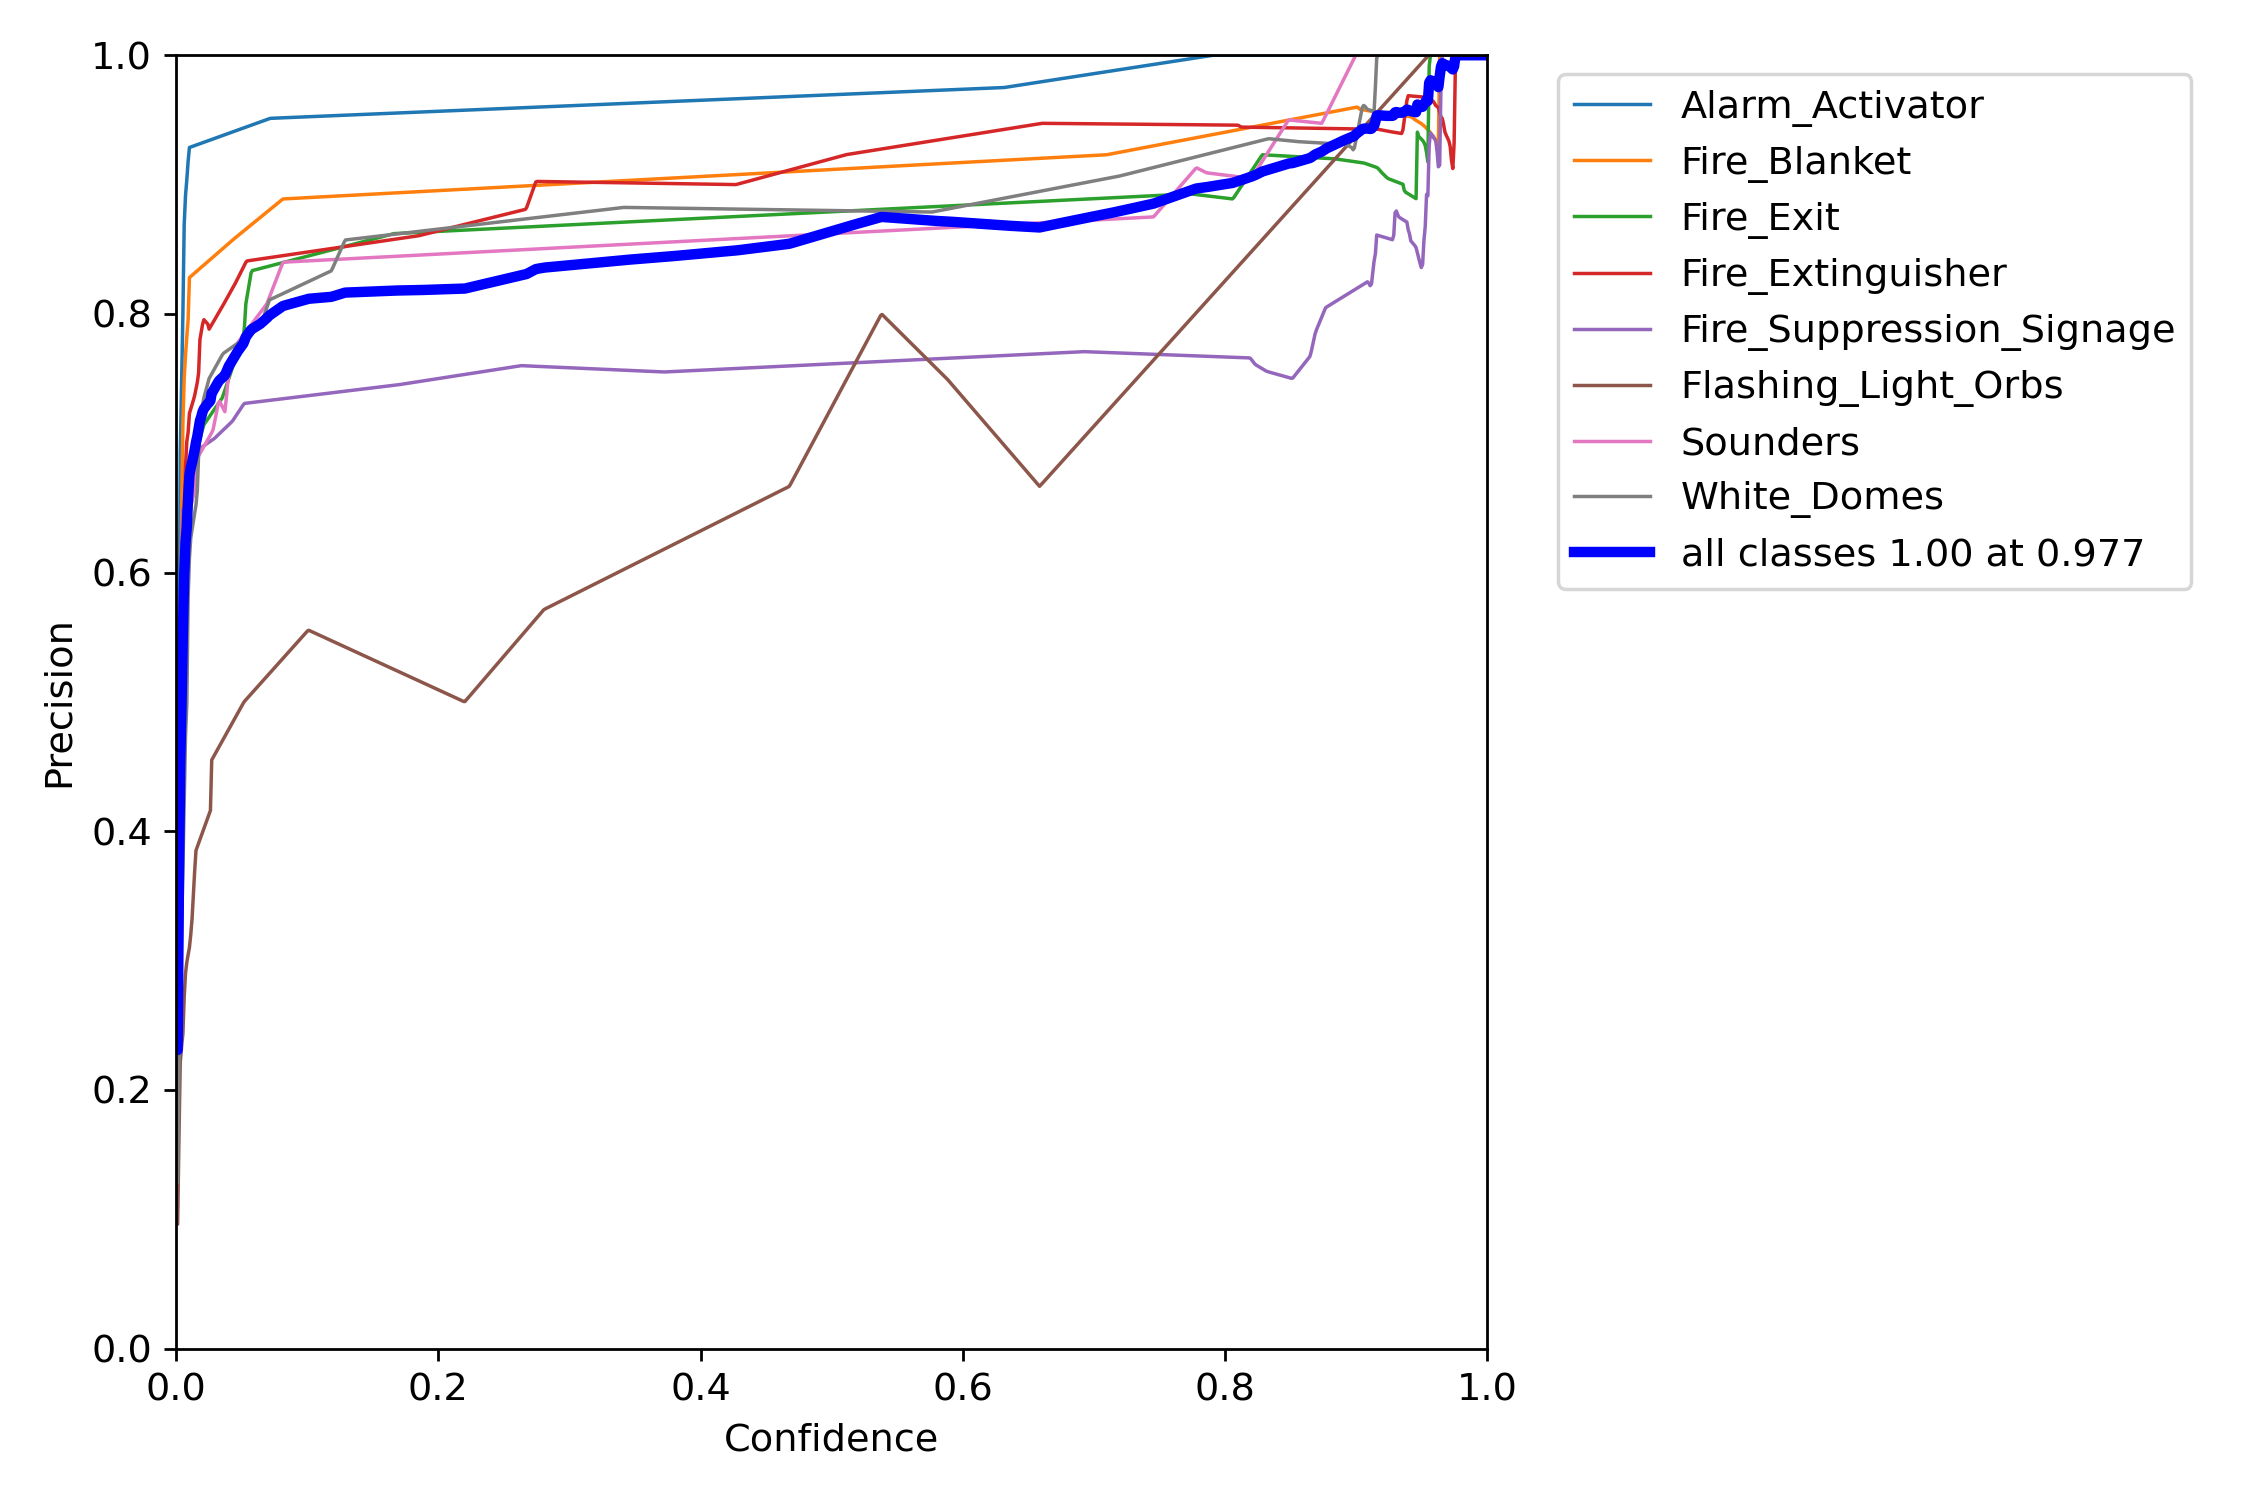 1.0
0.8
0.6
0.4
0.2
0.0
0.0 0.2 0.4 0.6 0.8 1.0
Precision
Confidence
Alarm_Activator
Fire_Blanket
Fire_Exit
Fire_Extinguisher
Fire_Suppression_Signage
Flashing_Light_Orbs
Sounders
White_Domes
all classes 1.00 at 0.977